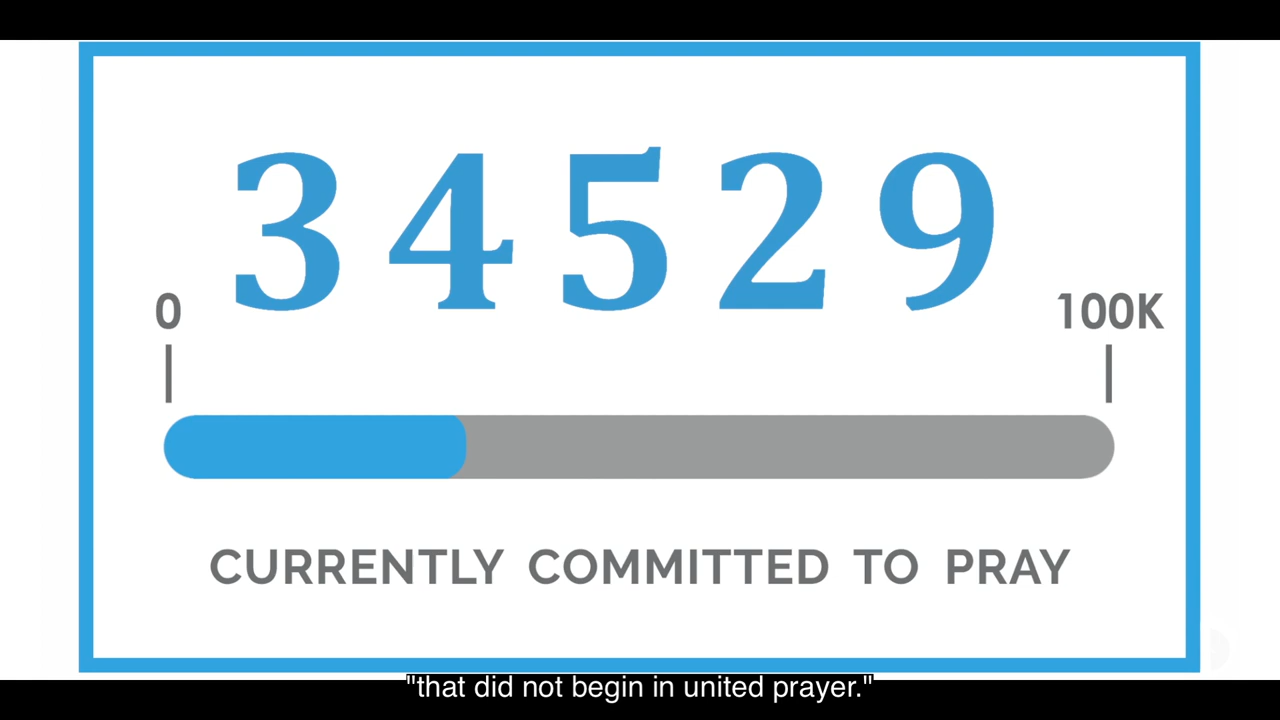 34529
0 100K
CURRENTLY COMMITTED TO PRAY
"that did not begin in united prayer."